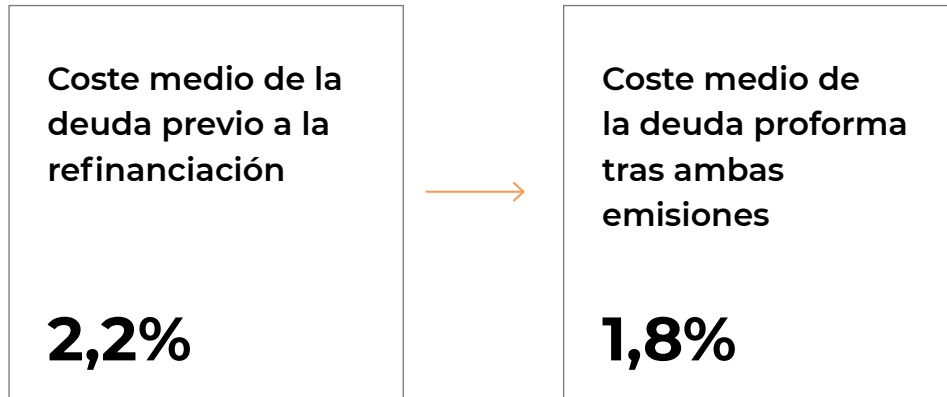 Coste medio de la
deuda previo a la
refinanciación
2,2%
Coste medio de
la deuda proforma
tras ambas
emisiones
1,8%